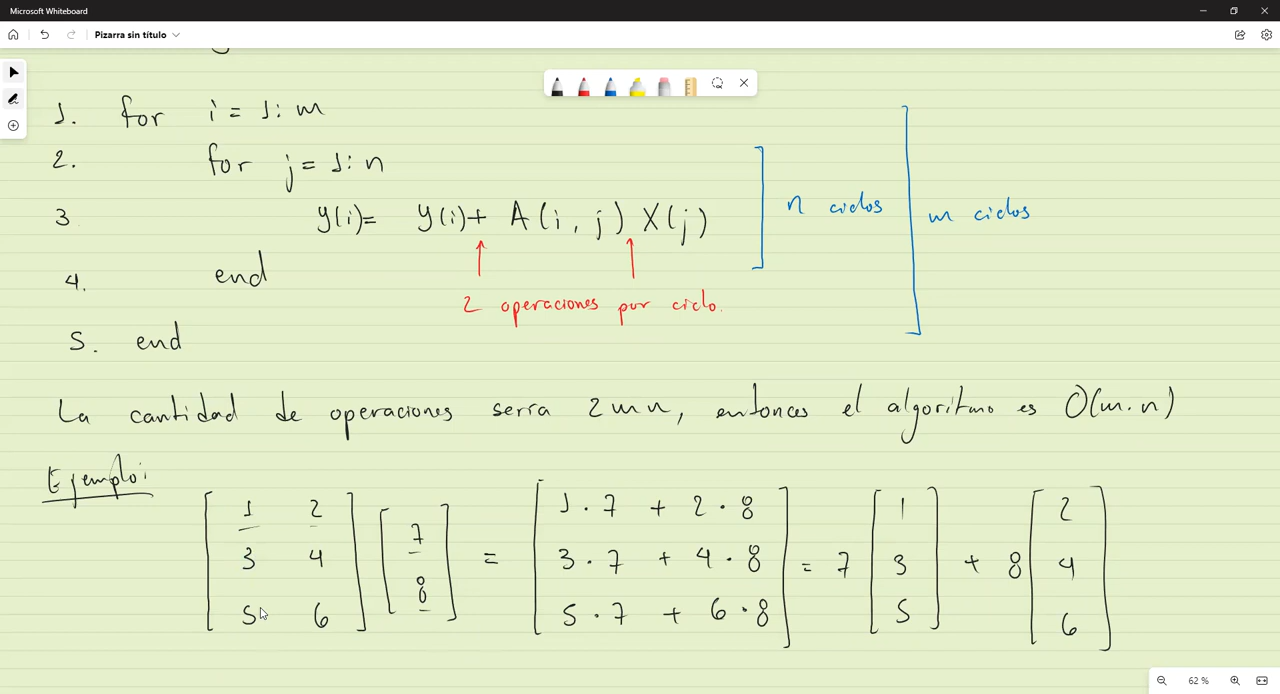 Microsoft Whiteboard
Pizarra sin título
1. for i = 1: m
2. for j = 1: n
3 y(i)= y(i)+ A(i, j) X(j)
n ciclos
m ciclos
4. end
2 operaciones por ciclo.
5. end
La cantidad de operaciones serra 2mn, entonces el algoritmo es O(m.n)
Ejemplo:
[1 2; 3 4; 5 6] [7; 8] = [1·7 + 2·8; 3·7 + 4·8; 5·7 + 6·8] = 7 [1; 3; 5] + 8 [2; 4; 6]
62 %